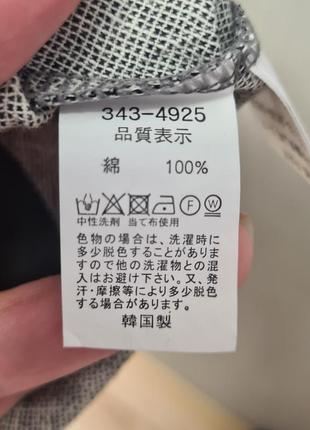 343-4925
品質表示
綿 100%
F W
中性洗剤 当て布使用
色物の場合は、洗濯時に
多少脱色することがありま
すので他の洗濯物との混
入はお避け下さい。又、発
汗・摩擦等により多少脱色
する場合があります。
韓国製